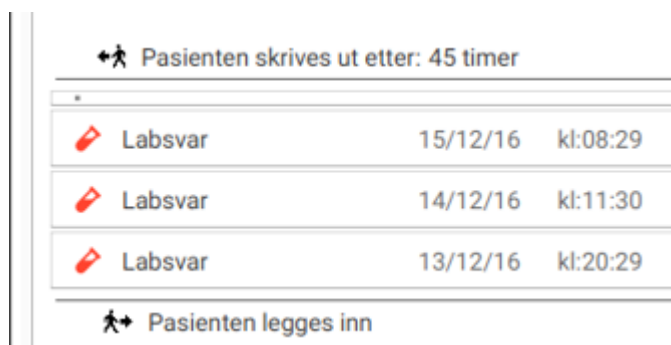 Pasienten skrives ut etter: 45 timer
Labsvar 15/12/16 kl:08:29
Labsvar 14/12/16 kl:11:30
Labsvar 13/12/16 kl:20:29
Pasienten legges inn